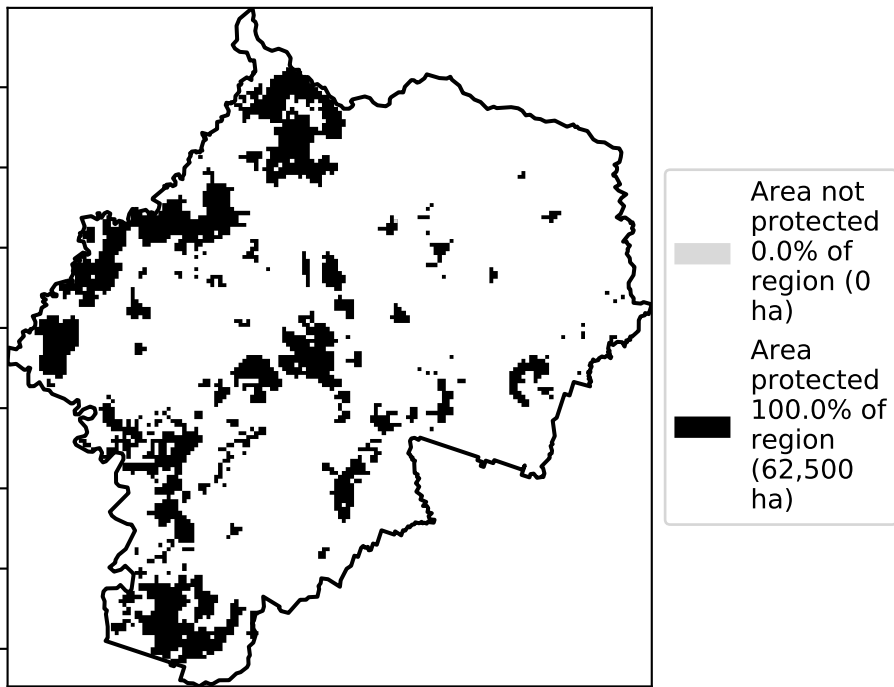 Area not
protected
0.0% of
region (0
ha)
Area
protected
100.0% of
region
(62,500
ha)